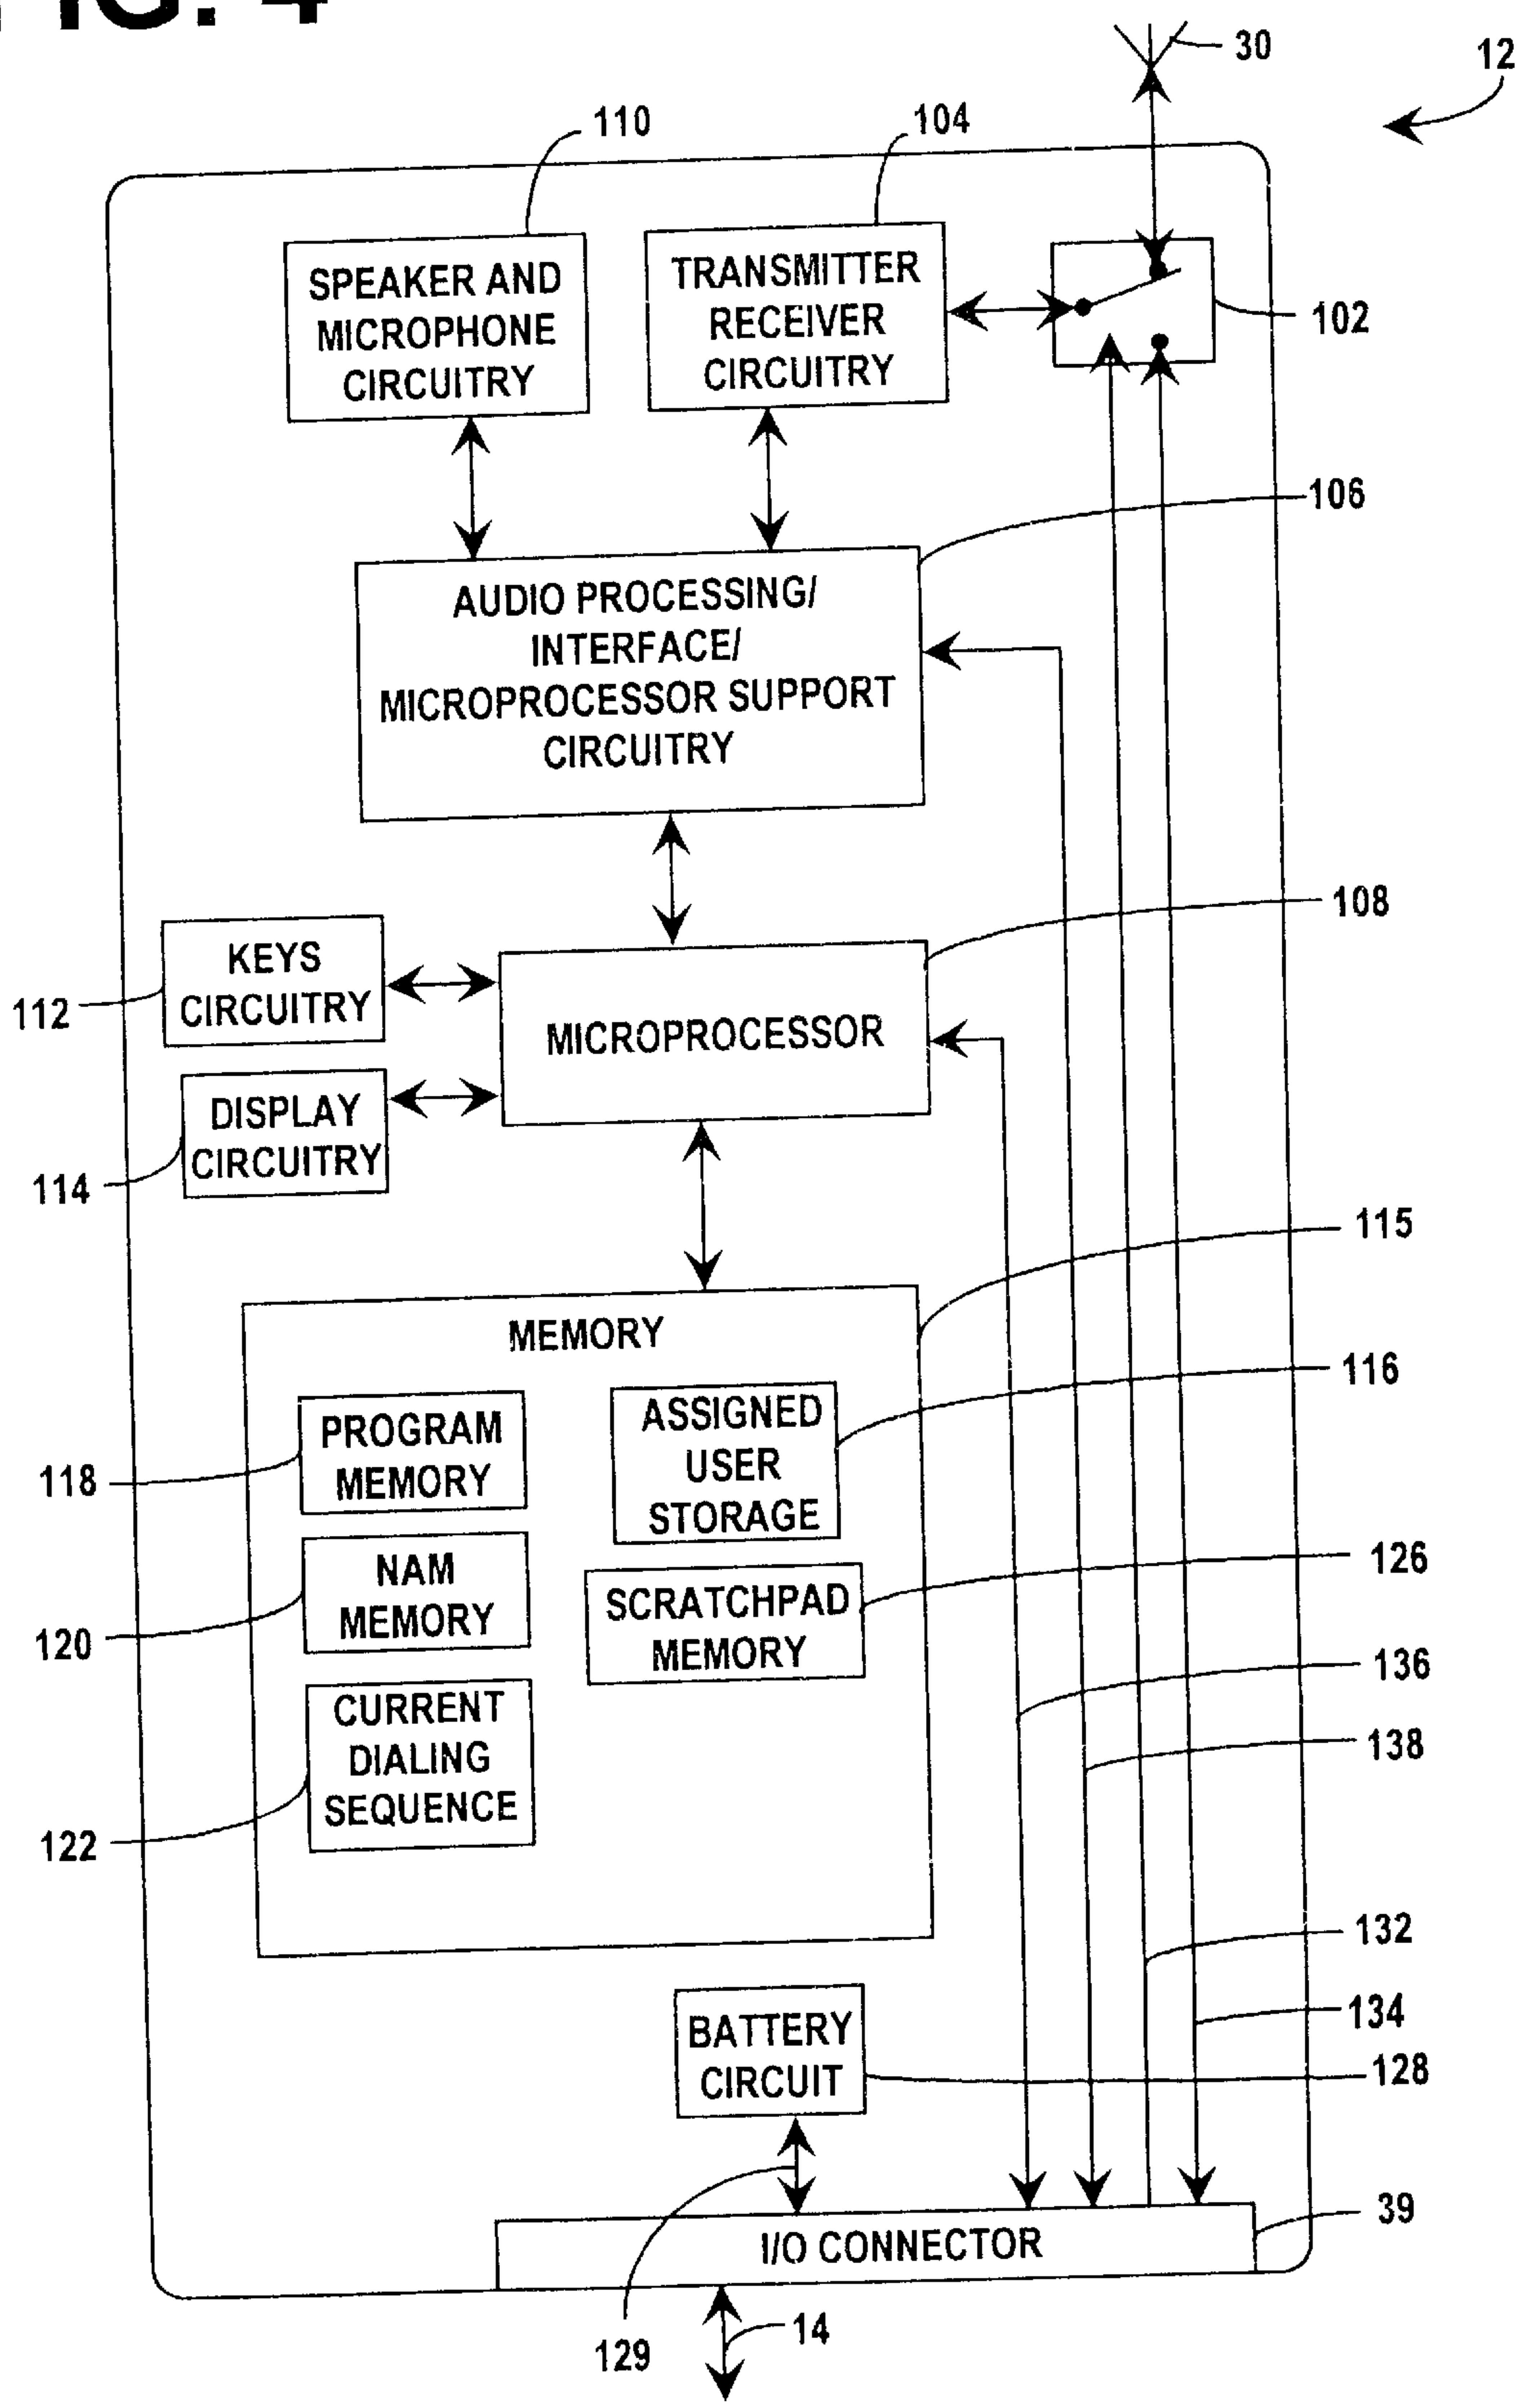 FIG. 4
30
12
110
104
SPEAKER AND
MICROPHONE
CIRCUITRY
TRANSMITTER
RECEIVER
CIRCUITRY
102
106
AUDIO PROCESSING/
INTERFACE/
MICROPROCESSOR SUPPORT
CIRCUITRY
108
KEYS
CIRCUITRY
112
MICROPROCESSOR
DISPLAY
CIRCUITRY
114
115
MEMORY
116
PROGRAM
MEMORY
118
ASSIGNED
USER
STORAGE
126
NAM
MEMORY
120
SCRATCHPAD
MEMORY
136
CURRENT
DIALING
SEQUENCE
122
138
132
134
BATTERY
CIRCUIT
128
39
I/O CONNECTOR
129
14